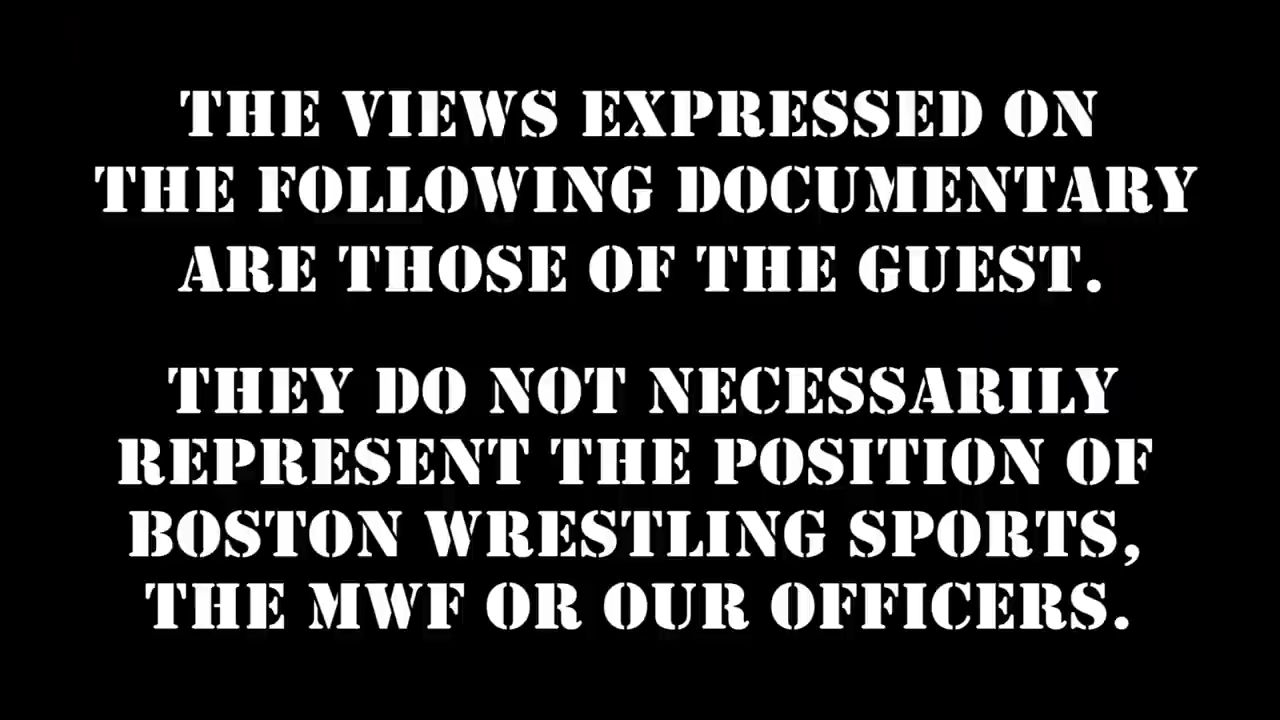 THE VIEWS EXPRESSED ON
THE FOLLOWING DOCUMENTARY
ARE THOSE OF THE GUEST.
THEY DO NOT NECESSARILY
REPRESENT THE POSITION OF
BOSTON WRESTLING SPORTS,
THE MWF OR OUR OFFICERS.